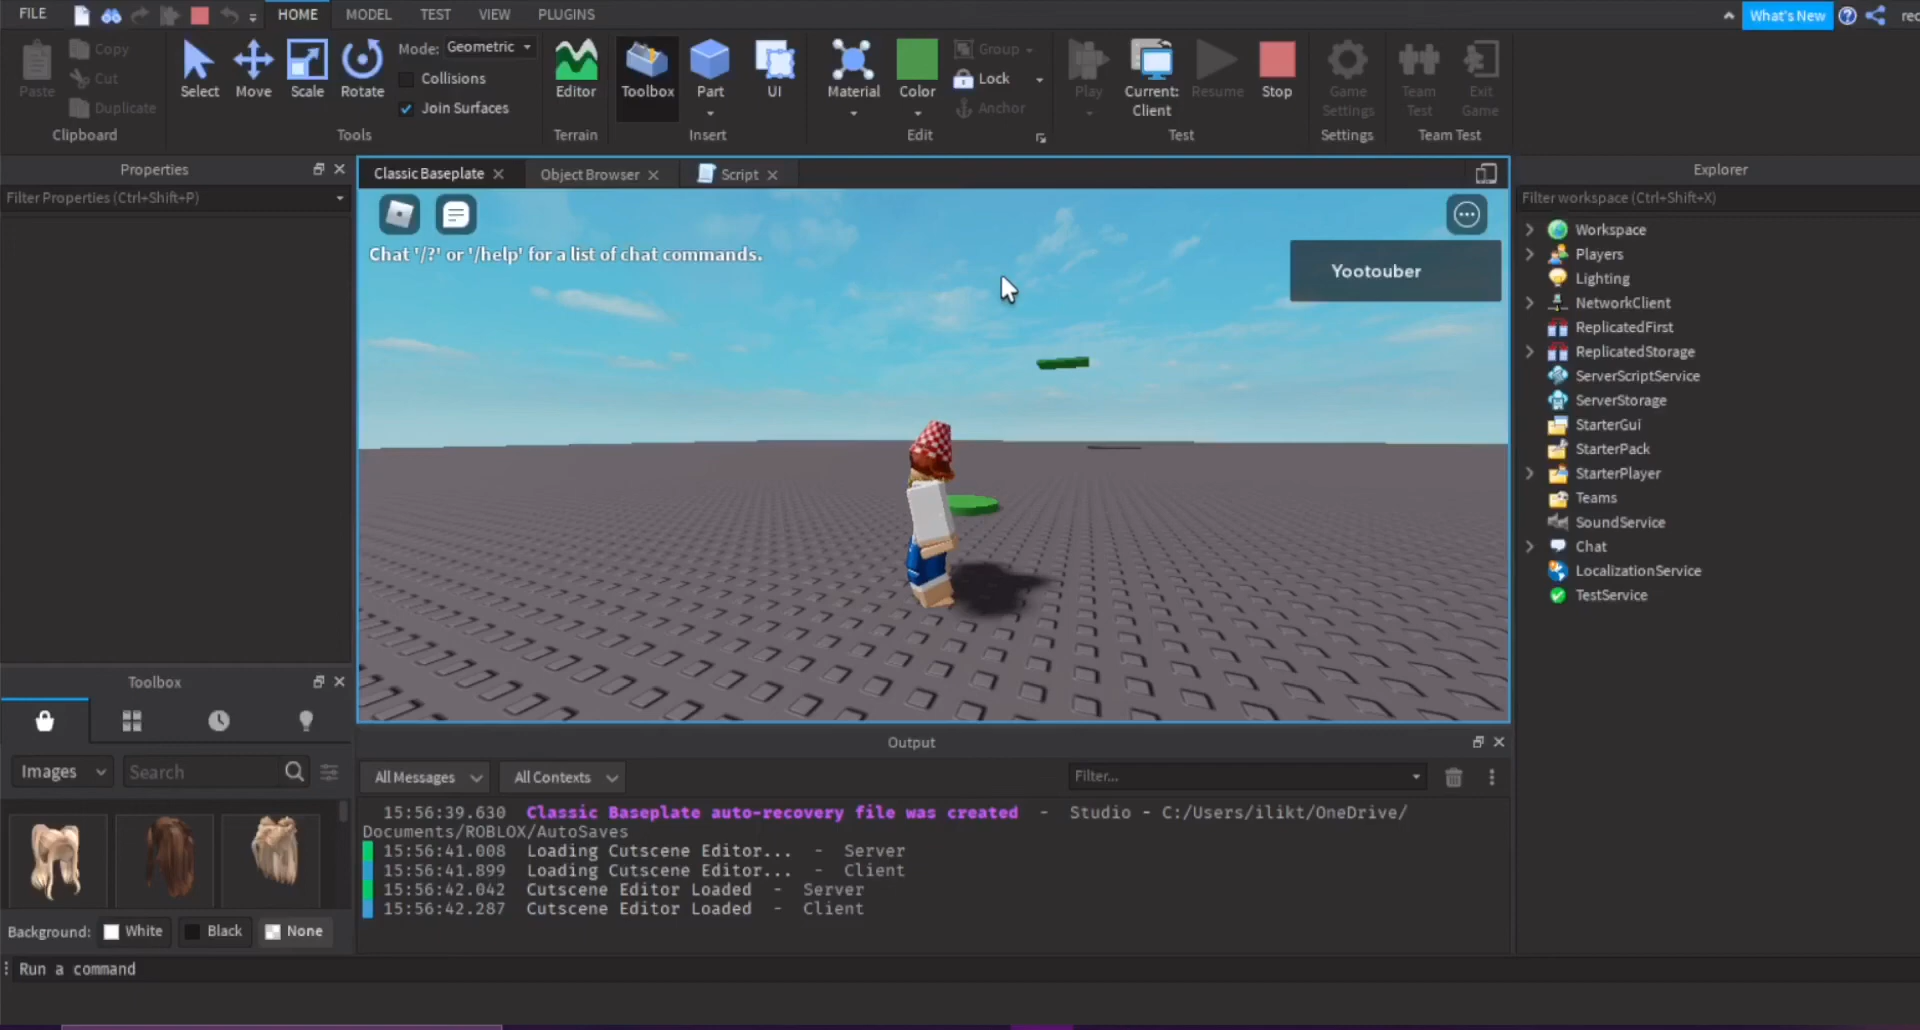 FILE HOME MODEL TEST VIEW PLUGINS What's New
Paste Copy Cut Duplicate Clipboard
Select Move Scale Rotate Mode: Geometric Collisions Join Surfaces Tools
Editor Terrain
Toolbox Part UI Insert
Material Color Group Lock Anchor Edit
Play Current: Client Resume Stop Test
Game Settings Settings
Team Test Exit Game Team Test
Properties
Filter Properties (Ctrl+Shift+P)
Classic Baseplate Object Browser Script
Chat '/?' or '/help' for a list of chat commands.
Yootouber
Explorer
Filter workspace (Ctrl+Shift+X)
Workspace
Players
Lighting
NetworkClient
ReplicatedFirst
ReplicatedStorage
ServerScriptService
ServerStorage
StarterGui
StarterPack
StarterPlayer
Teams
SoundService
Chat
LocalizationService
TestService
Toolbox
Images Search
Background: White Black None
Output
All Messages All Contexts Filter...
15:56:39.630 Classic Baseplate auto-recovery file was created - Studio - C:/Users/ilikt/OneDrive/
Documents/ROBLOX/AutoSaves
15:56:41.008 Loading Cutscene Editor... - Server
15:56:41.899 Loading Cutscene Editor... - Client
15:56:42.042 Cutscene Editor Loaded - Server
15:56:42.287 Cutscene Editor Loaded - Client
Run a command